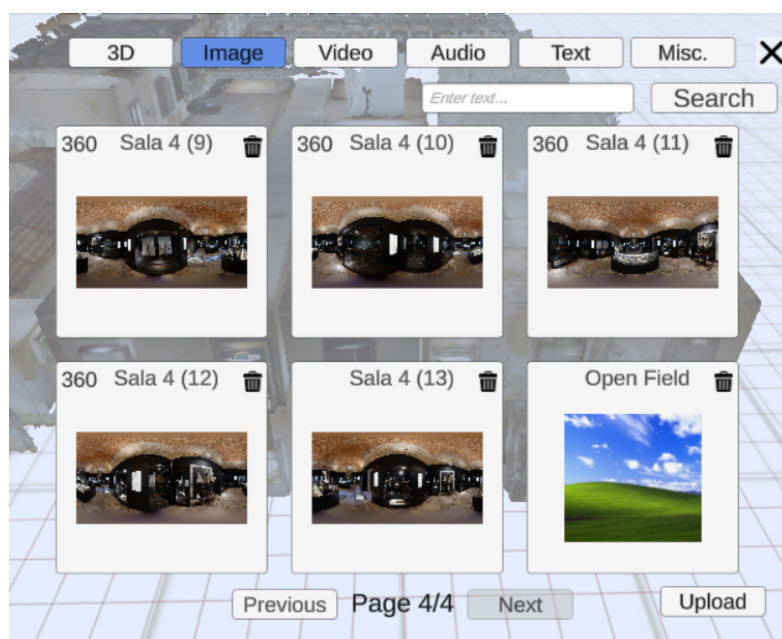 3D Image Video Audio Text Misc.
Enter text... Search
360 Sala 4 (9) 360 Sala 4 (10) 360 Sala 4 (11)
360 Sala 4 (12) Sala 4 (13) Open Field
Previous Page 4/4 Next Upload